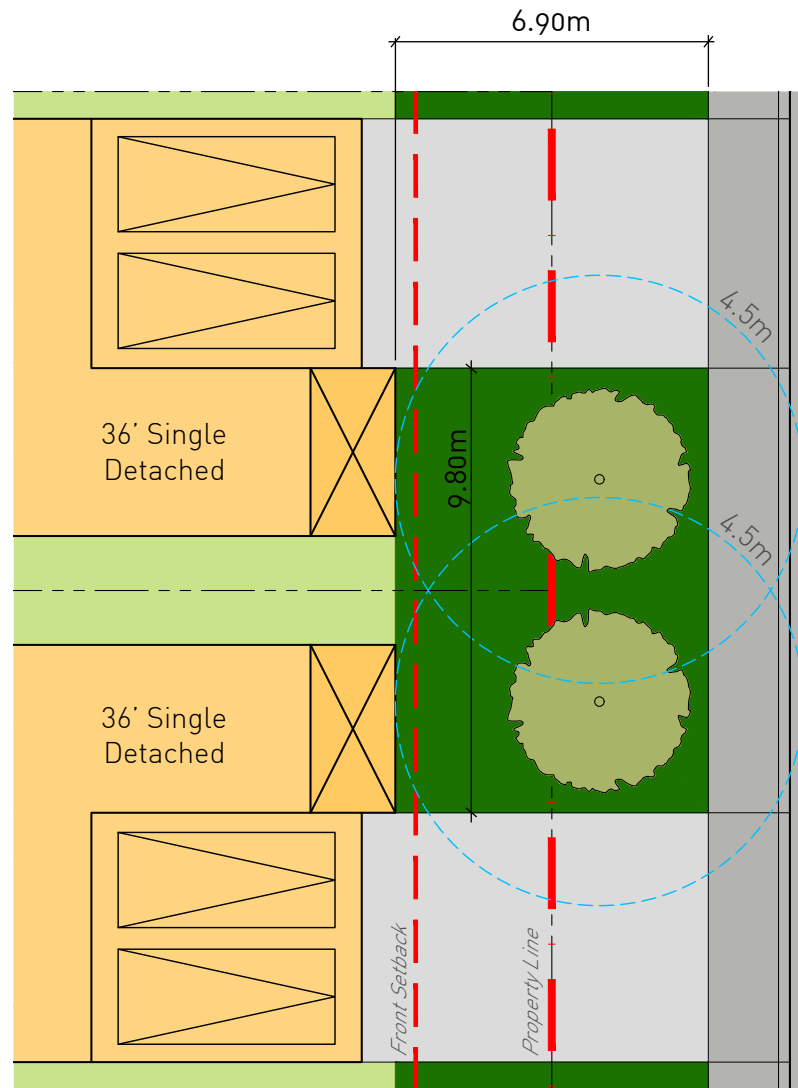 6.90m
4.5m
36’ Single
Detached
9.80m
4.5m
36’ Single
Detached
Front Setback
Property Line